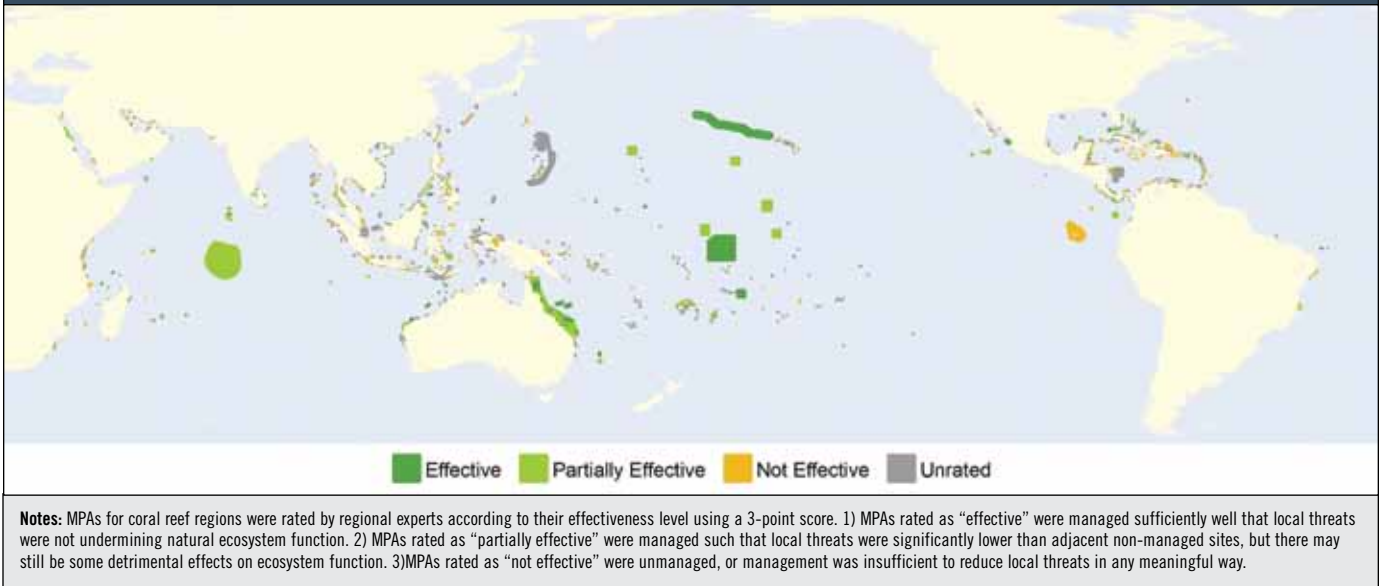 Effective Partially Effective Not Effective Unrated
Notes: MPAs for coral reef regions were rated by regional experts according to their effectiveness level using a 3-point score. 1) MPAs rated as “effective” were managed sufficiently well that local threats
were not undermining natural ecosystem function. 2) MPAs rated as “partially effective” were managed such that local threats were significantly lower than adjacent non-managed sites, but there may
still be some detrimental effects on ecosystem function. 3)MPAs rated as “not effective” were unmanaged, or management was insufficient to reduce local threats in any meaningful way.